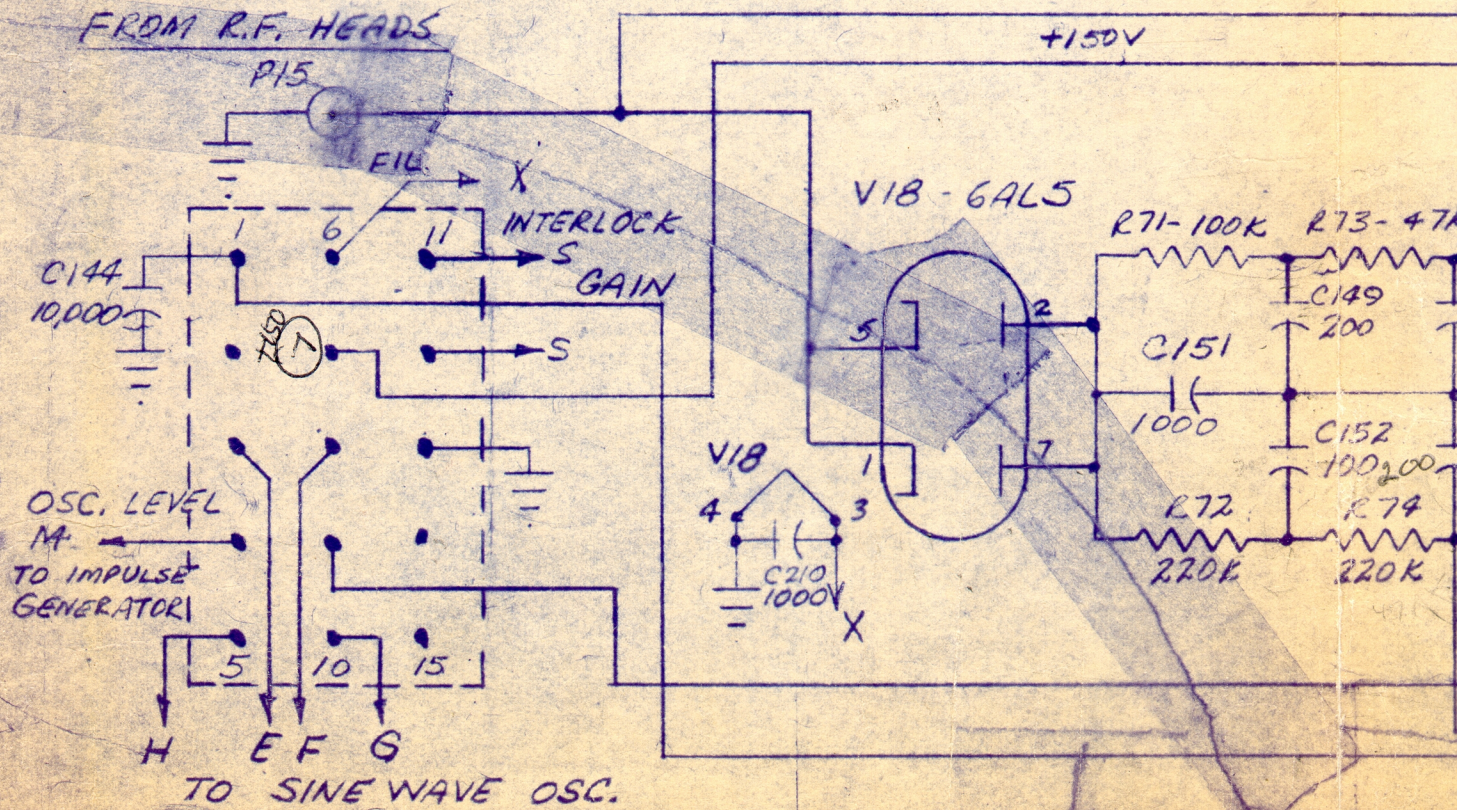 FROM R.F. HEADS
P15
+150V
FIL.
X
V18 - 6AL5
1
6
11
INTERLOCK
S
GAIN
C144
10,000
+150
7
S
5
2
1
7
R71-100K
R73-47K
C149
200
C151
1000
C152
100
200
R72
220K
R74
220K
V18
4
3
C210
1000
X
OSC. LEVEL
M
TO IMPULSE
GENERATOR
5
10
15
H
E
F
G
TO SINE WAVE OSC.